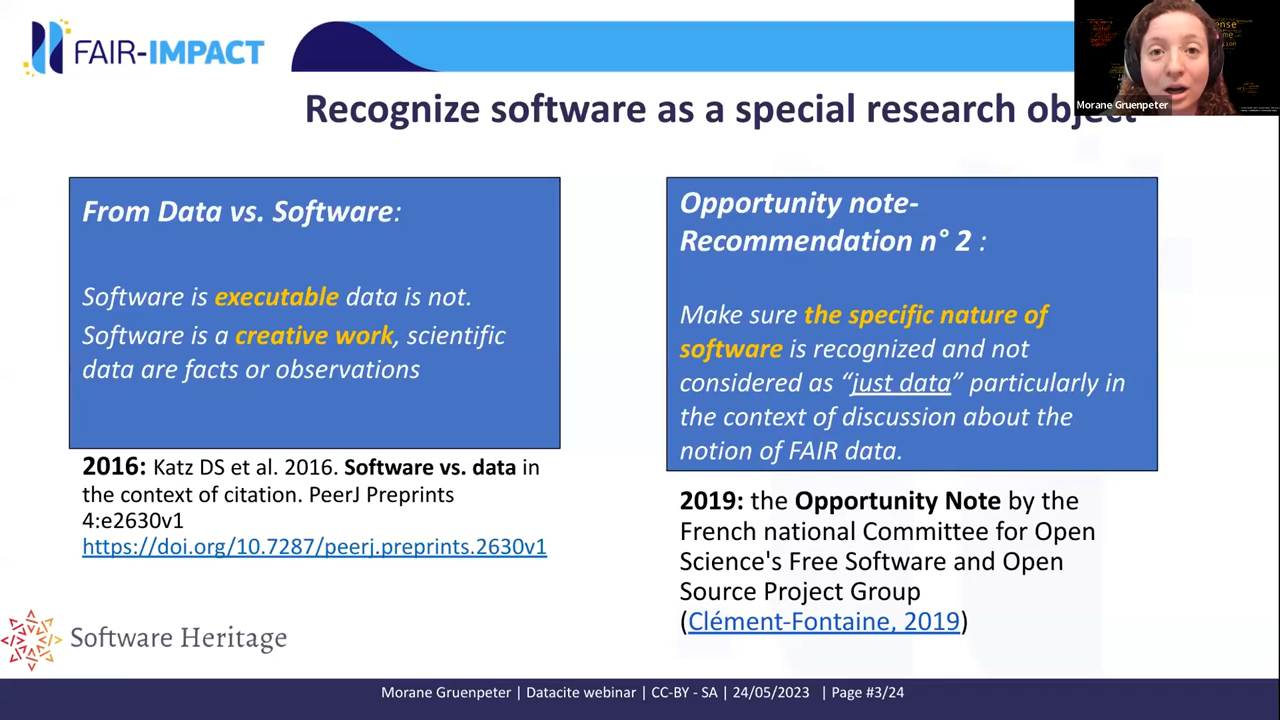 FAIR-IMPACT
Morane Gruenpeter
Recognize software as a special research object
From Data vs. Software:
Software is executable data is not.
Software is a creative work, scientific
data are facts or observations
2016: Katz DS et al. 2016. Software vs. data in
the context of citation. PeerJ Preprints
4:e2630v1
https://doi.org/10.7287/peerj.preprints.2630v1
Opportunity note-
Recommendation n° 2 :
Make sure the specific nature of
software is recognized and not
considered as “just data” particularly in
the context of discussion about the
notion of FAIR data.
2019: the Opportunity Note by the
French national Committee for Open
Science's Free Software and Open
Source Project Group
(Clément-Fontaine, 2019)
Software Heritage
Morane Gruenpeter | Datacite webinar | CC-BY - SA | 24/05/2023 | Page #3/24